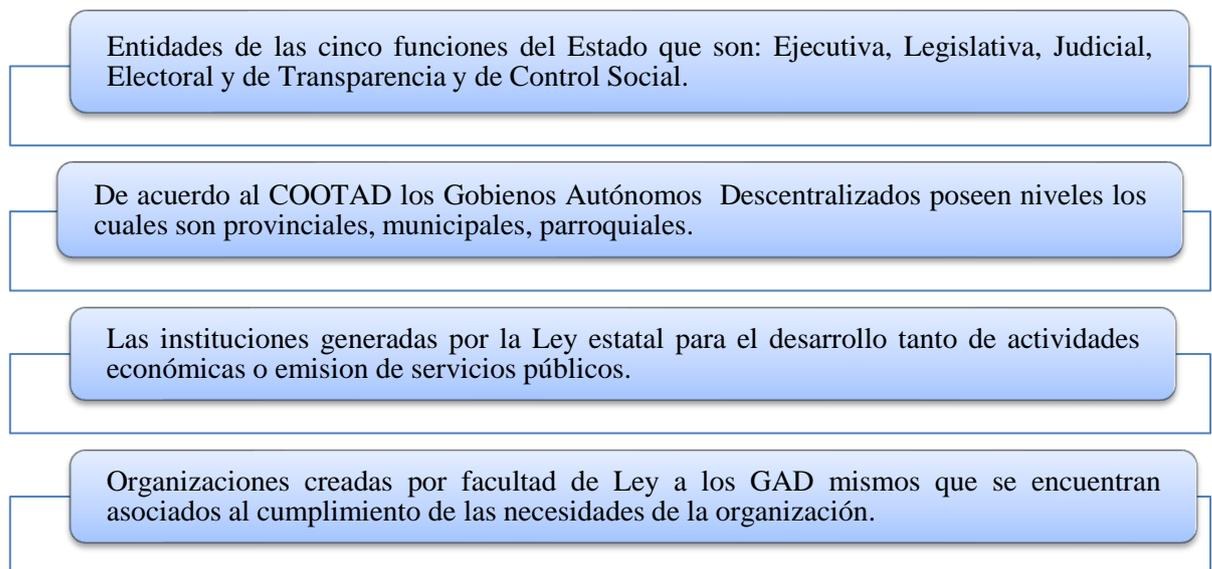 Entidades de las cinco funciones del Estado que son: Ejecutiva, Legislativa, Judicial,
Electoral y de Transparencia y de Control Social.
De acuerdo al COOTAD los Gobienos Autónomos Descentralizados poseen niveles los
cuales son provinciales, municipales, parroquiales.
Las instituciones generadas por la Ley estatal para el desarrollo tanto de actividades
económicas o emision de servicios públicos.
Organizaciones creadas por facultad de Ley a los GAD mismos que se encuentran
asociados al cumplimiento de las necesidades de la organización.